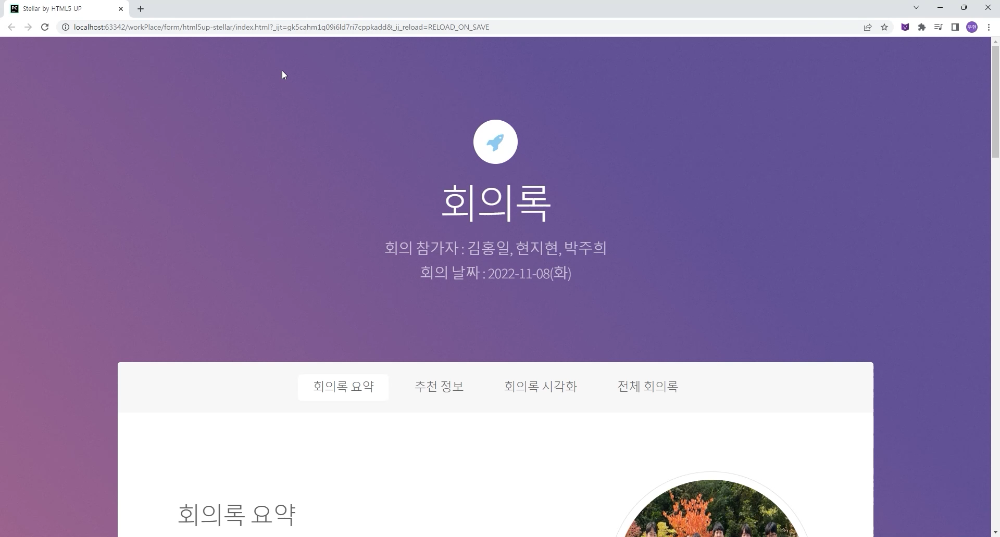 PC Stellar by HTML5 UP
localhost:63342/workPlace/form/html5up-stellar/index.html?_ijt=gk5cahm1q09i6ld7ri7cppkadd&_ij_reload=RELOAD_ON_SAVE
우현
회의록
회의 참가자 : 김홍일, 현지현, 박주희
회의 날짜 : 2022-11-08(화)
회의록 요약 추천 정보 회의록 시각화 전체 회의록
회의록 요약